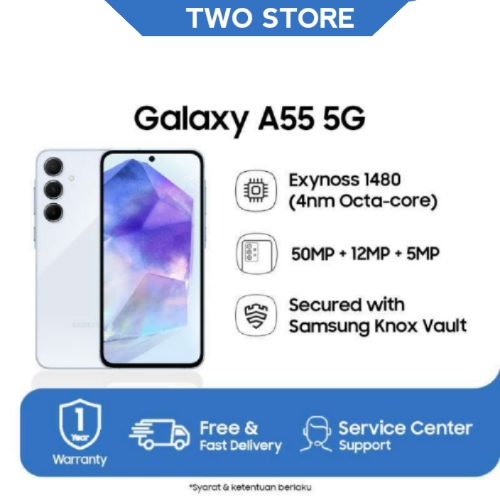 TWO STORE
Galaxy A55 5G
Exynoss 1480
(4nm Octa-core)
50MP + 12MP + 5MP
Secured with
Samsung Knox Vault
1
Year
Warranty
Free &
Fast Delivery
Service Center
Support
*Syarat & ketentuan berlaku